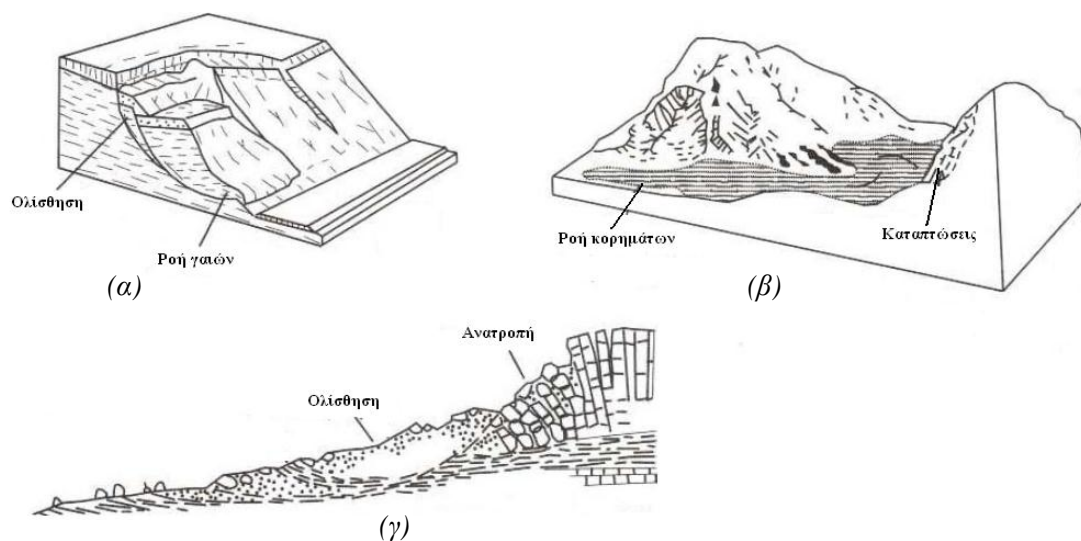 Ολίσθηση
Ροή γαιών
(α)
Ροή κορημάτων
Καταπτώσεις
(β)
Ανατροπή
Ολίσθηση
(γ)